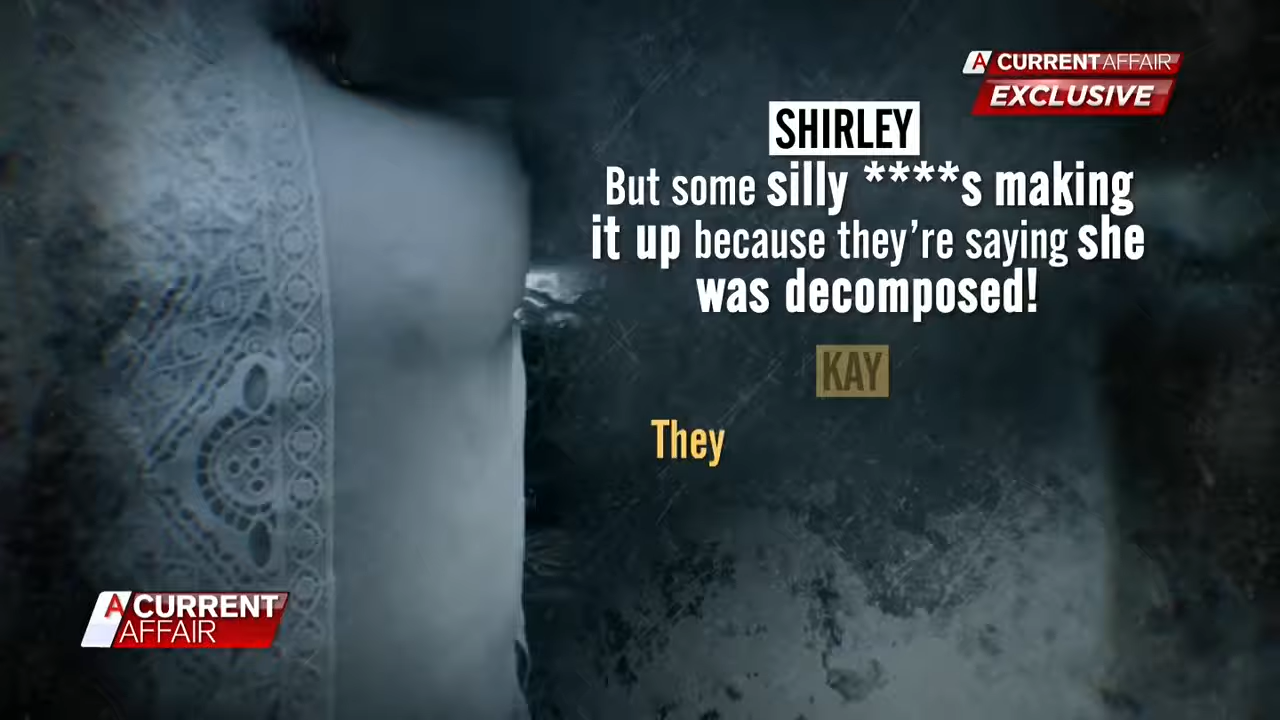 A CURRENT AFFAIR
EXCLUSIVE
SHIRLEY
But some silly ****s making
it up because they're saying she
was decomposed!
KAY
They
A CURRENT
AFFAIR